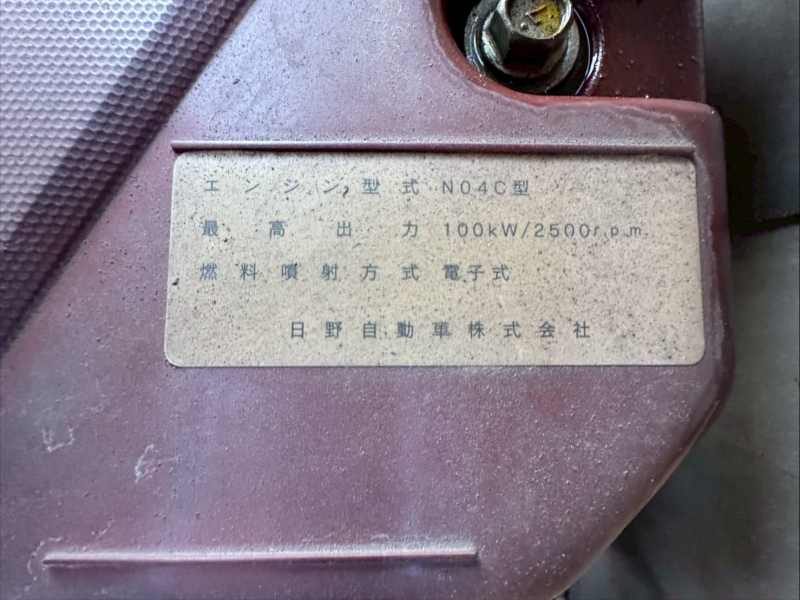 エンジン型式 N04C型
最高出力 100kW/2500r.p.m.
燃料噴射方式 電子式
日野自動車株式会社